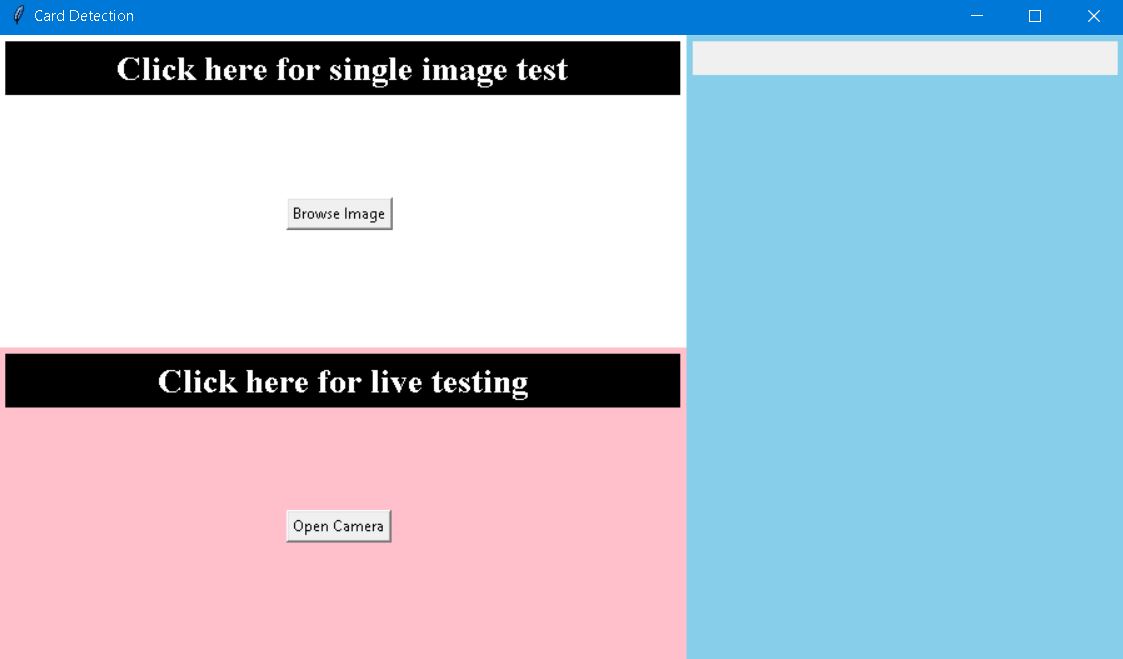 Card Detection
Click here for single image test
Browse Image
Click here for live testing
Open Camera